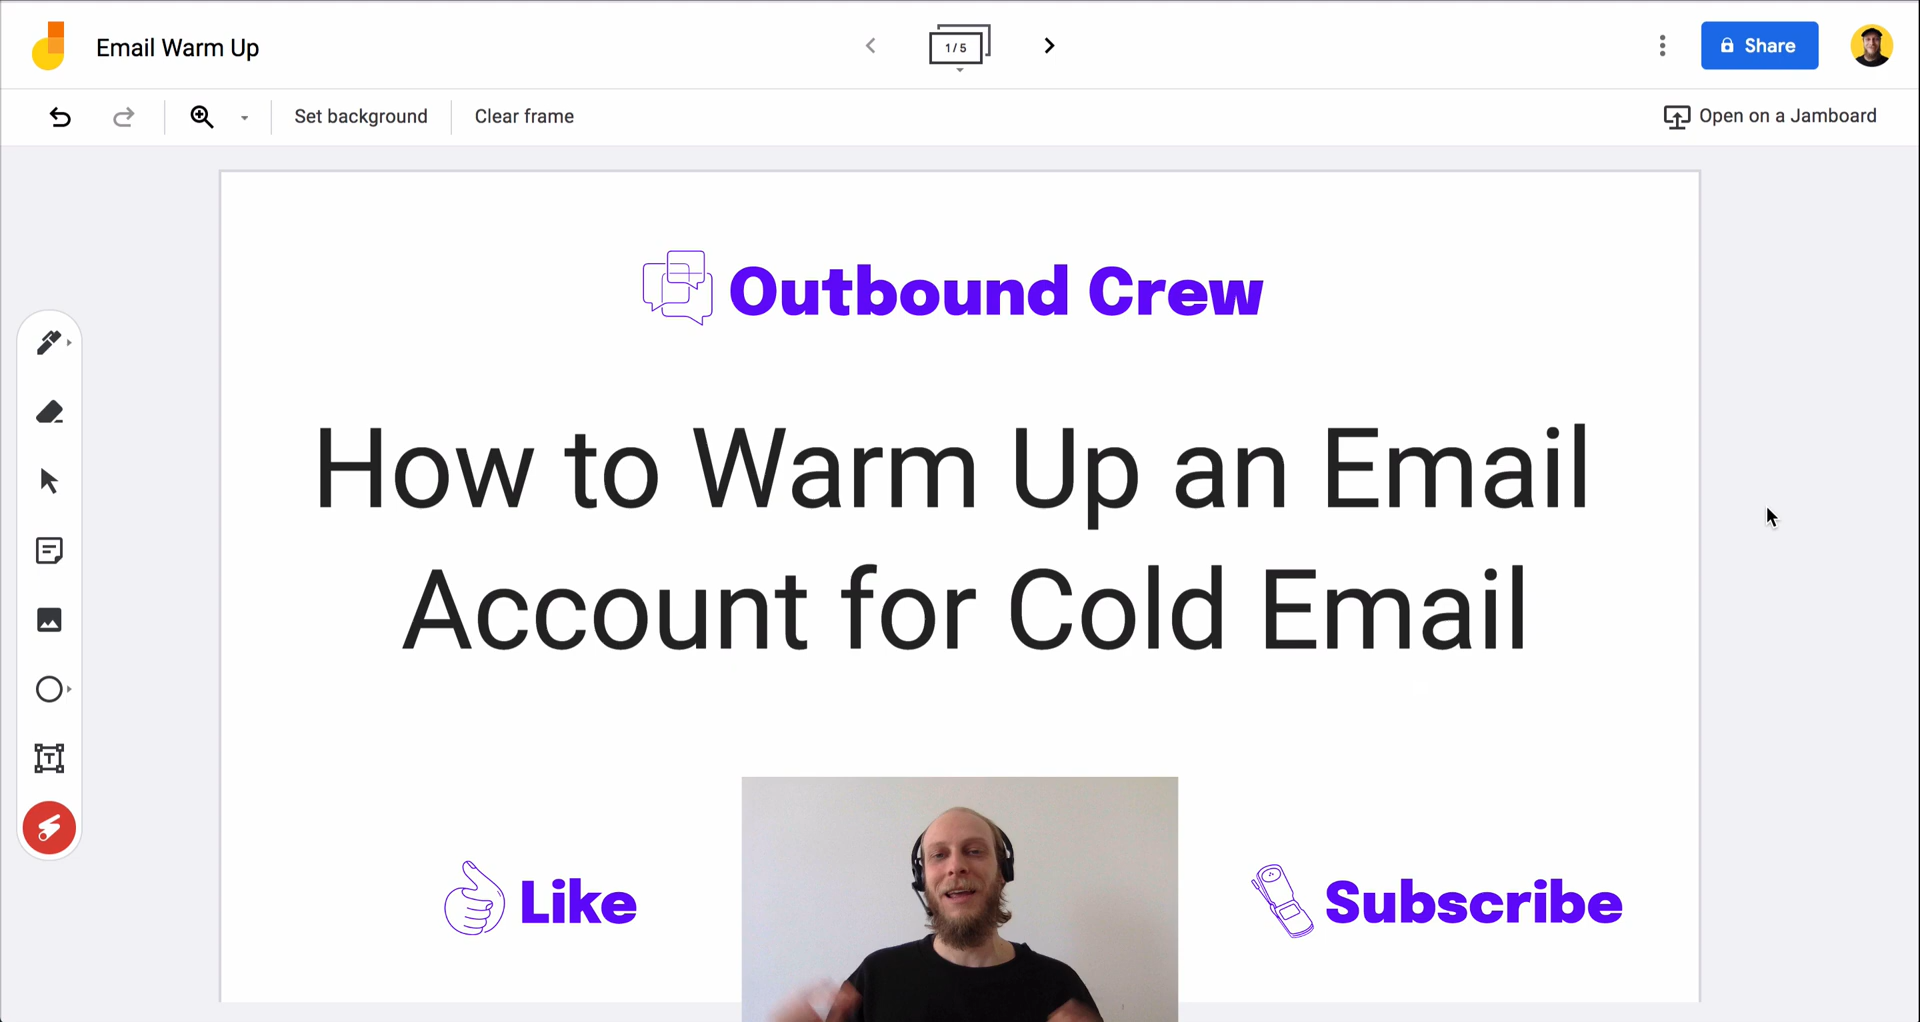 Email Warm Up
1/5
Share
Set background
Clear frame
Open on a Jamboard
Outbound Crew
How to Warm Up an Email
Account for Cold Email
Like
Subscribe